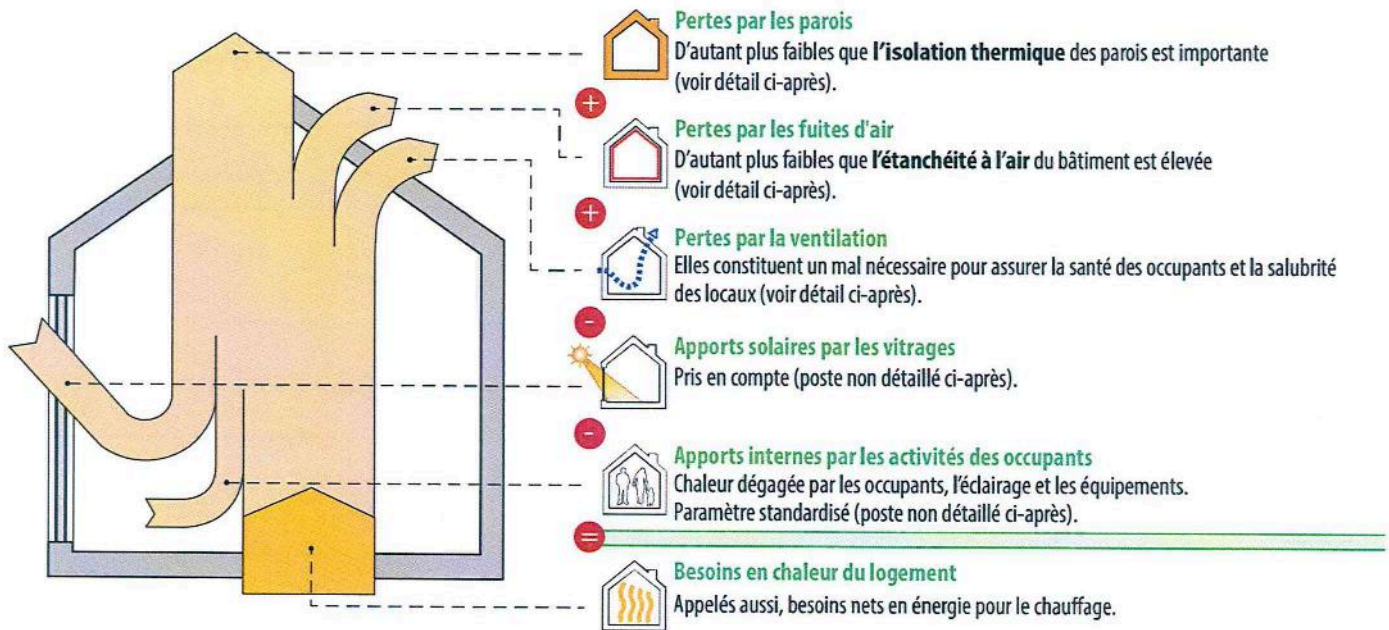 Pertes par les parois
D'autant plus faibles que l'isolation thermique des parois est importante
(voir détail ci-après).
+
Pertes par les fuites d'air
D'autant plus faibles que l'étanchéité à l'air du bâtiment est élevée
(voir détail ci-après).
+
Pertes par la ventilation
Elles constituent un mal nécessaire pour assurer la santé des occupants et la salubrité
des locaux (voir détail ci-après).
-
Apports solaires par les vitrages
Pris en compte (poste non détaillé ci-après).
-
Apports internes par les activités des occupants
Chaleur dégagée par les occupants, l'éclairage et les équipements.
Paramètre standardisé (poste non détaillé ci-après).
=
Besoins en chaleur du logement
Appelés aussi, besoins nets en énergie pour le chauffage.